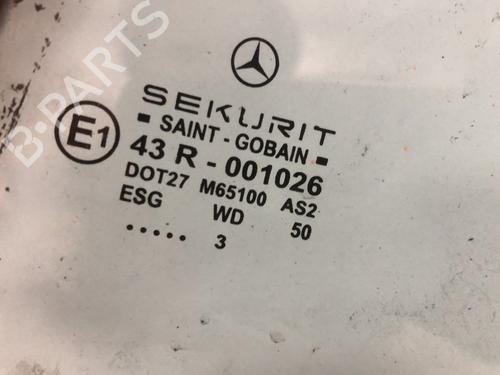 SEKURIT
SAINT - GOBAIN
E1
43 R - 001026
DOT27 M65100 AS2
ESG WD 50
..... 3
B-PARTS